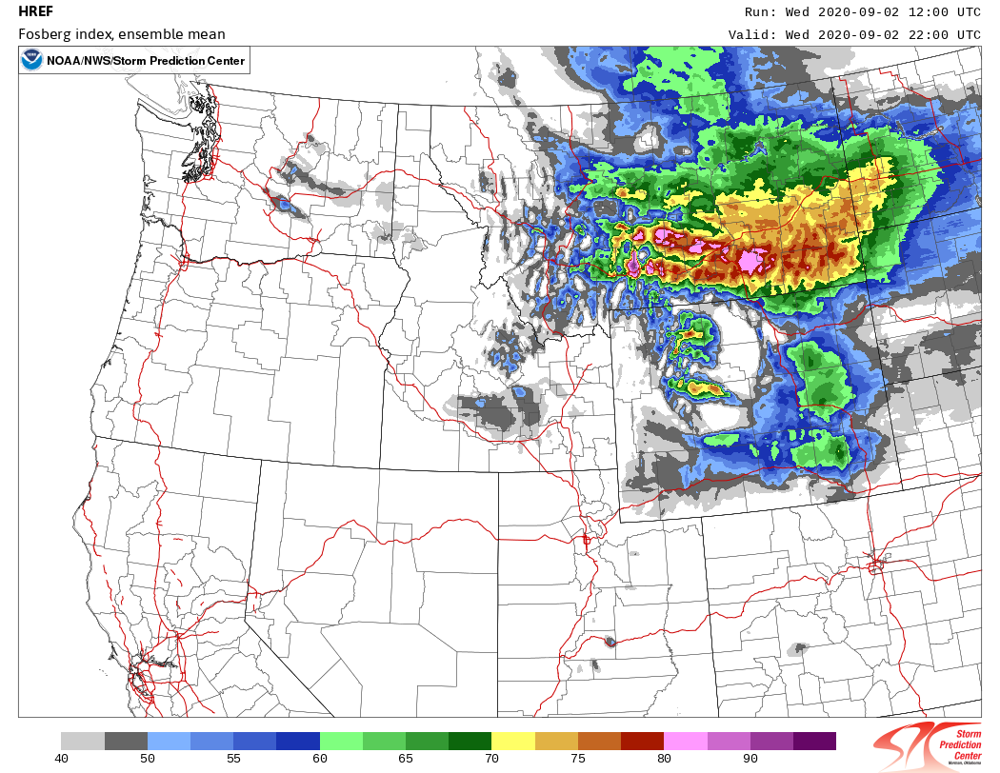 HREF
Run: Wed 2020-09-02 12:00 UTC
Fosberg index, ensemble mean
Valid: Wed 2020-09-02 22:00 UTC
NOAA/NWS/Storm Prediction Center
40 50 55 60 65 70 75 80 90
Storm
Prediction
Center
Norman, Oklahoma